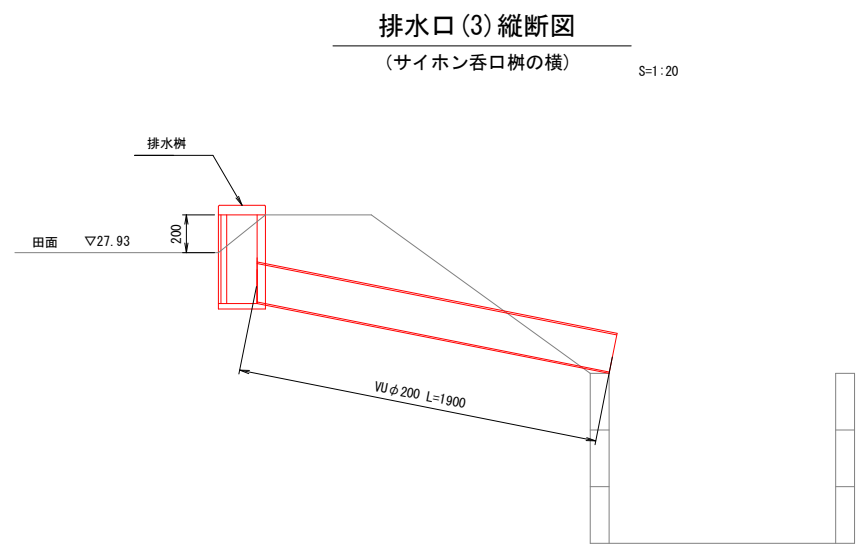 排水口(3)縦断図
(サイホン呑口桝の横)
S=1:20
排水桝
200
田面 ▽27.93
VUφ200 L=1900